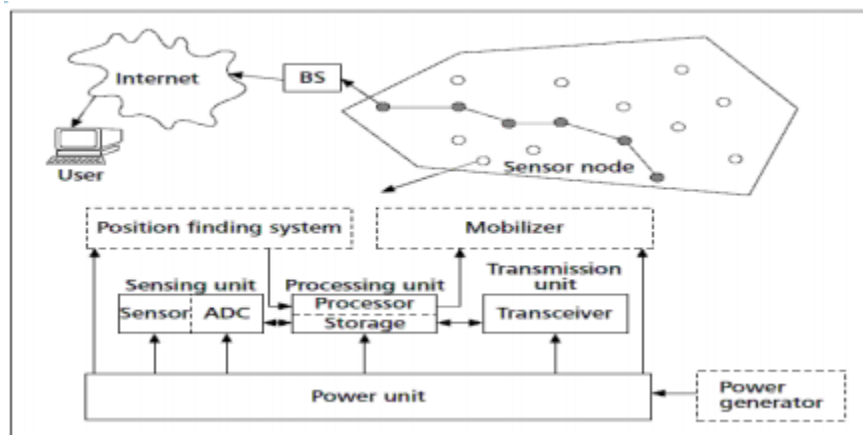 Internet
BS
User
Sensor node
Position finding system
Mobilizer
Sensing unit
Processing unit
Transmission
unit
Sensor
ADC
Processor
Storage
Transceiver
Power unit
Power
generator